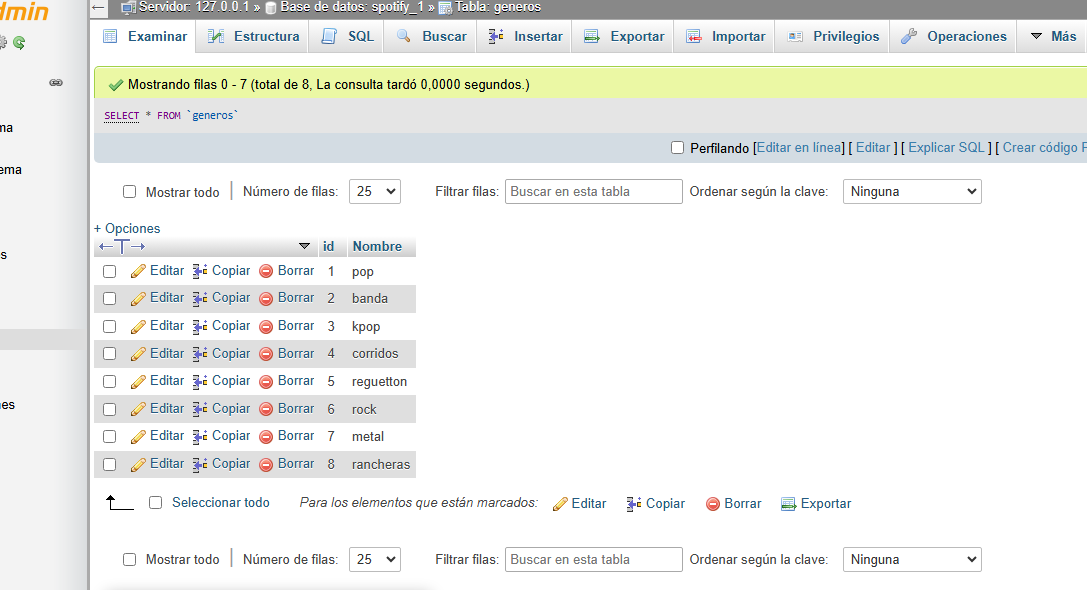 dmin
Servidor: 127.0.0.1 » Base de datos: spotify_1 » Tabla: generos
Examinar Estructura SQL Buscar Insertar Exportar Importar Privilegios Operaciones Más
Mostrando filas 0 - 7 (total de 8, La consulta tardó 0,0000 segundos.)
SELECT * FROM `generos`
Perfilando [Editar en línea] [ Editar ] [ Explicar SQL ] [ Crear código P
Mostrar todo | Número de filas: 25 Filtrar filas: Buscar en esta tabla Ordenar según la clave: Ninguna
+ Opciones
←T→ id Nombre
Editar Copiar Borrar 1 pop
Editar Copiar Borrar 2 banda
Editar Copiar Borrar 3 kpop
Editar Copiar Borrar 4 corridos
Editar Copiar Borrar 5 reguetton
Editar Copiar Borrar 6 rock
Editar Copiar Borrar 7 metal
Editar Copiar Borrar 8 rancheras
Seleccionar todo Para los elementos que están marcados: Editar Copiar Borrar Exportar
Mostrar todo | Número de filas: 25 Filtrar filas: Buscar en esta tabla Ordenar según la clave: Ninguna
ma
ema
s
es